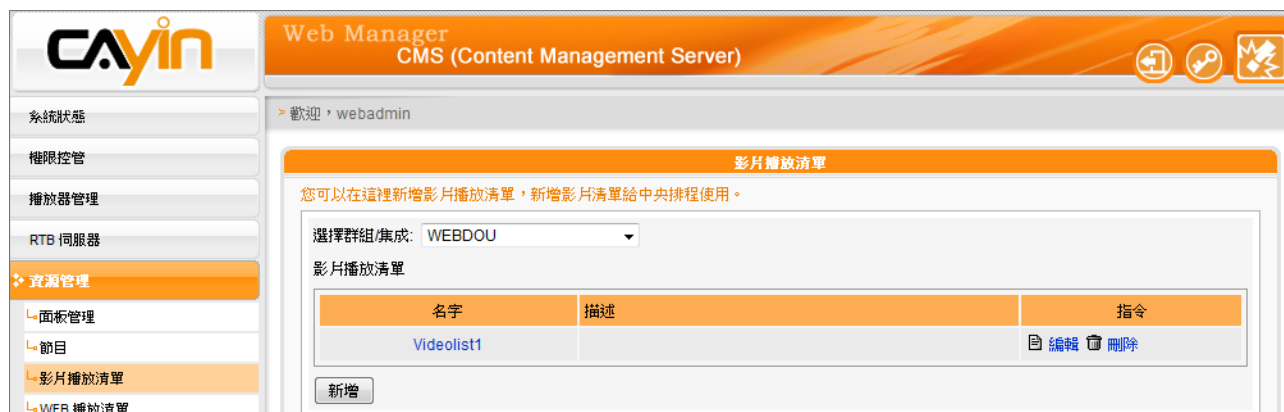 CAYIN
Web Manager
CMS (Content Management Server)
系統狀態
權限控管
播放器管理
RTB 伺服器
資源管理
面板管理
節目
影片播放清單
WEB 播放清單
歡迎，webadmin
影片播放清單
您可以在這裡新增影片播放清單，新增影片清單給中央排程使用。
選擇群組/集成: WEBDOU
影片播放清單
名字 描述 指令
Videolist1 編輯 刪除
新增